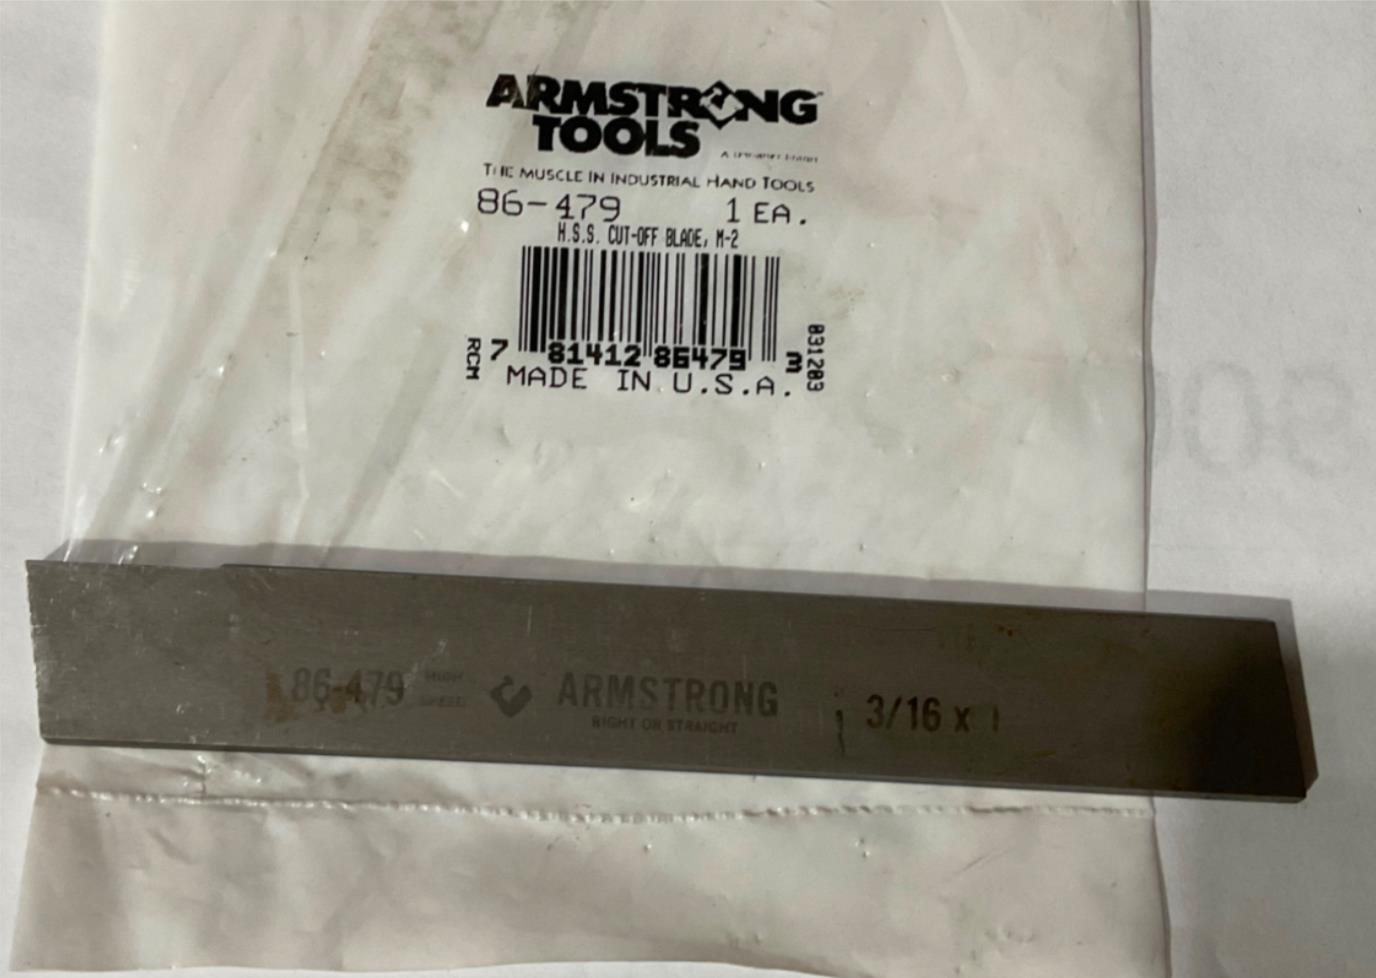 ARMSTRONG
TOOLS
THE MUSCLE IN INDUSTRIAL HAND TOOLS
86-479 1 EA.
H.S.S. CUT-OFF BLADE, M-2
RCM
7 81412 86479 3
831203
MADE IN U.S.A.
86-479 HIGH SPEED ARMSTRONG 3/16 x 1
RIGHT OR STRAIGHT